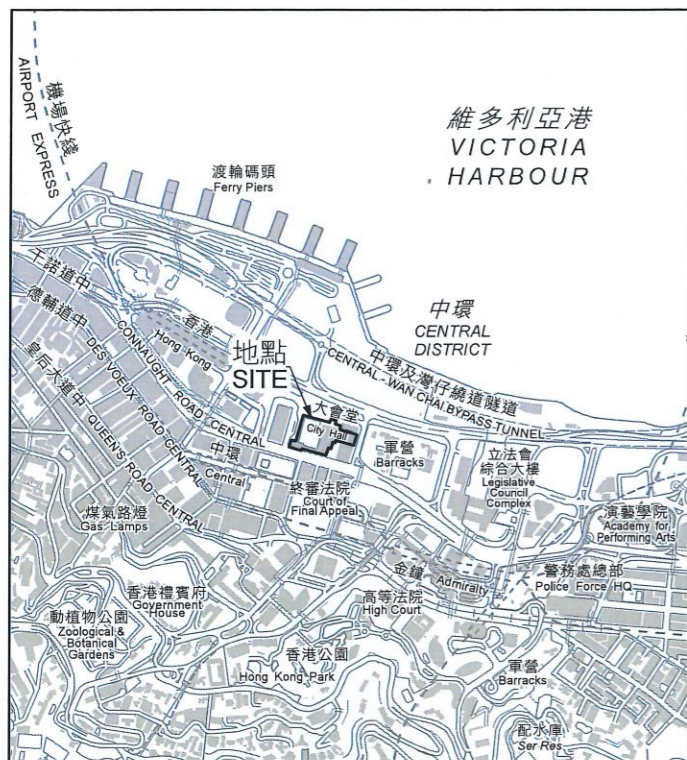 機場快綫
AIRPORT EXPRESS
維多利亞港
VICTORIA
HARBOUR
渡輪碼頭
Ferry Piers
中環
CENTRAL
DISTRICT
干諾道中
CONNAUGHT ROAD CENTRAL
德輔道中
DES VOEUX ROAD CENTRAL
皇后大道中
QUEEN'S ROAD CENTRAL
香港
Hong Kong
地點
SITE
中環及灣仔繞道隧道
CENTRAL - WAN CHAI BYPASS TUNNEL
大會堂
City Hall
軍營
Barracks
立法會
綜合大樓
Legislative
Council
Complex
中環
Central
終審法院
Court of
Final Appeal
演藝學院
Academy for
Performing Arts
煤氣路燈
Gas Lamps
金鐘
Admiralty
警務處總部
Police Force HQ
香港禮賓府
Government
House
高等法院
High Court
動植物公園
Zoological &
Botanical
Gardens
香港公園
Hong Kong Park
軍營
Barracks
配水庫
Ser Res